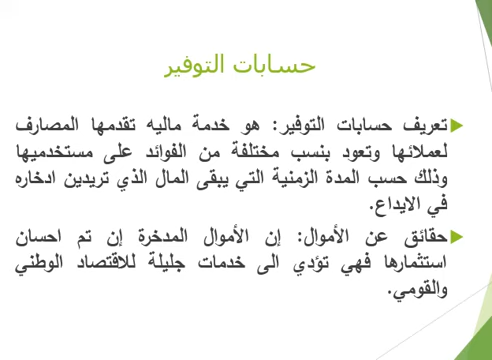 حسابات التوفير
تعريف حسابات التوفير: هو خدمة ماليه تقدمها المصارف
لعملائها وتعود بنسب مختلفة من الفوائد على مستخدميها
وذلك حسب المدة الزمنية التي يبقى المال الذي تريدين ادخاره
في الايداع.
حقائق عن الأموال: إن الأموال المدخرة إن تم احسان
استثمارها فهي تؤدي الى خدمات جليلة للاقتصاد الوطني
والقومي.